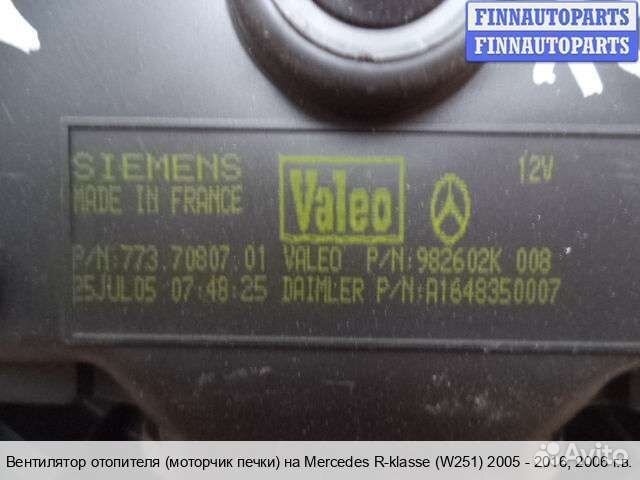 FINNAUTOPARTS
FINNAUTOPARTS
SIEMENS Valeo 12V
MADE IN FRANCE
P/N:773.70807.01 VALEO P/N:982602K 008
25JUL05 07:48:25 DAIMLER P/N:A1648350007
Вентилятор отопителя (моторчик печки) на Mercedes R-klasse (W251) 2005 - 2016, 2006 г.в.
Avito